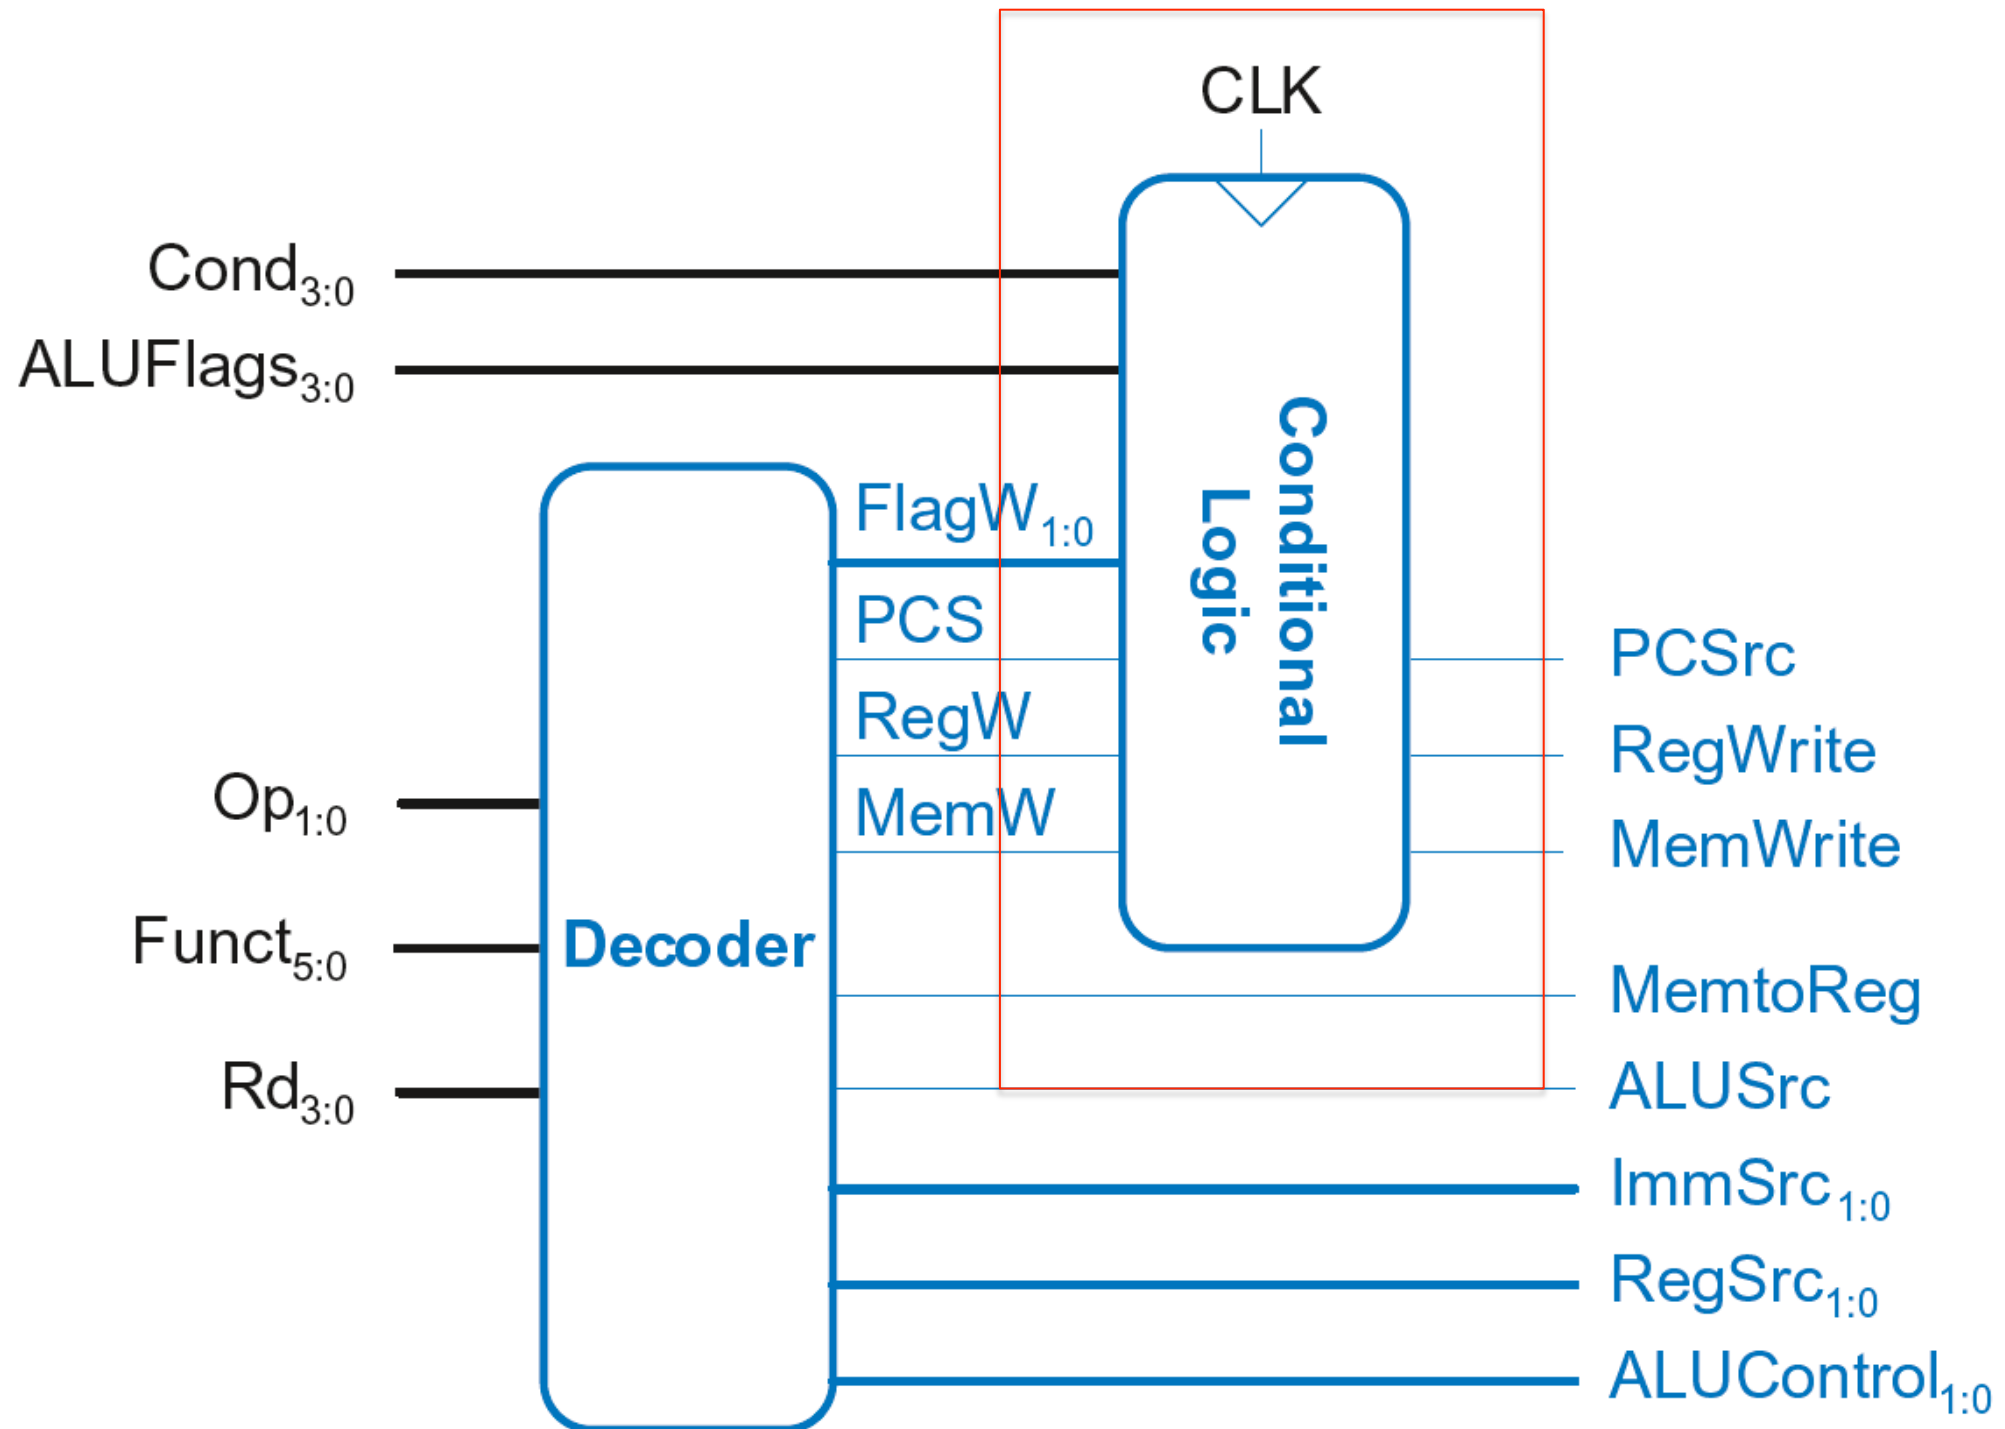 CLK
Cond3:0
ALUFlags3:0
Conditional
Logic
FlagW1:0
PCS
RegW
MemW
PCSrc
RegWrite
MemWrite
Op1:0
Funct5:0
Rd3:0
Decoder
MemtoReg
ALUSrc
ImmSrc1:0
RegSrc1:0
ALUControl1:0